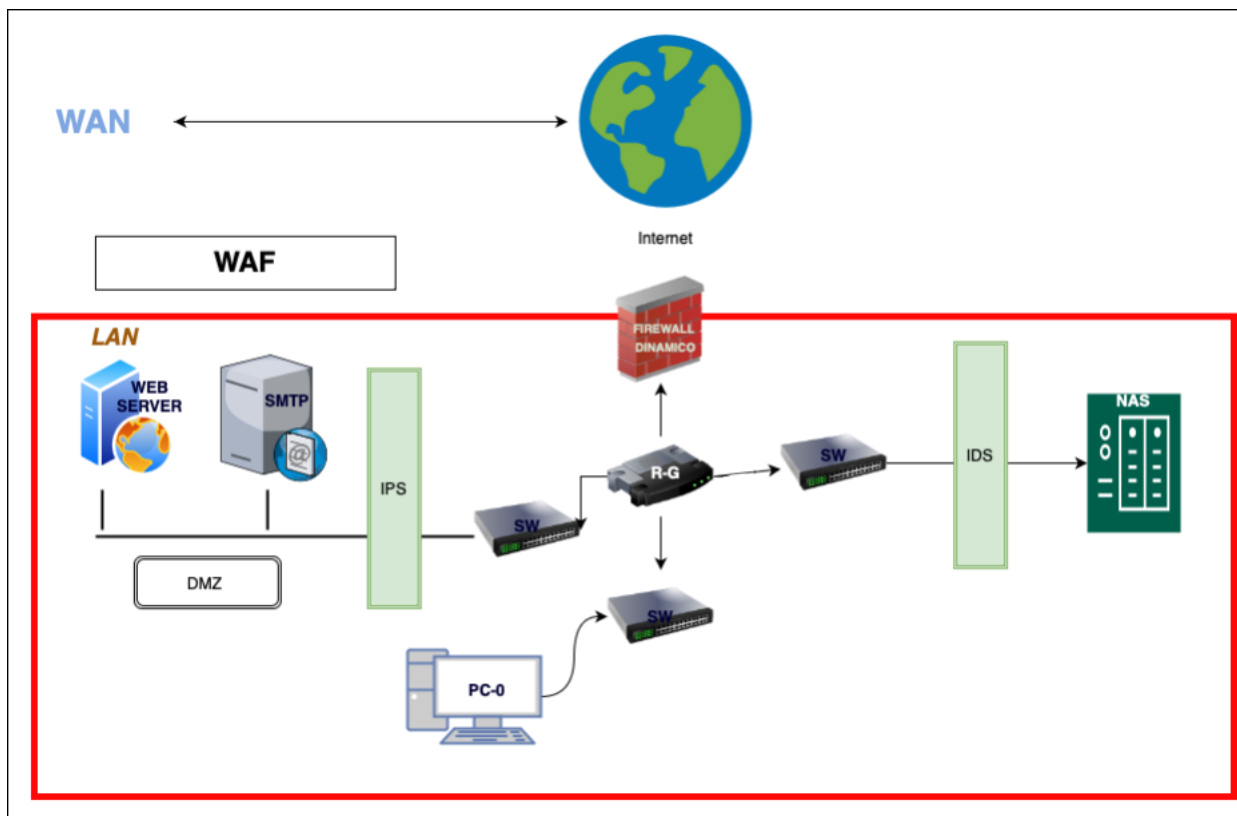 WAN
Internet
WAF
LAN
FIREWALL
DINAMICO
WEB
SERVER
SMTP
IPS
SW
R-G
SW
IDS
NAS
DMZ
SW
PC-0